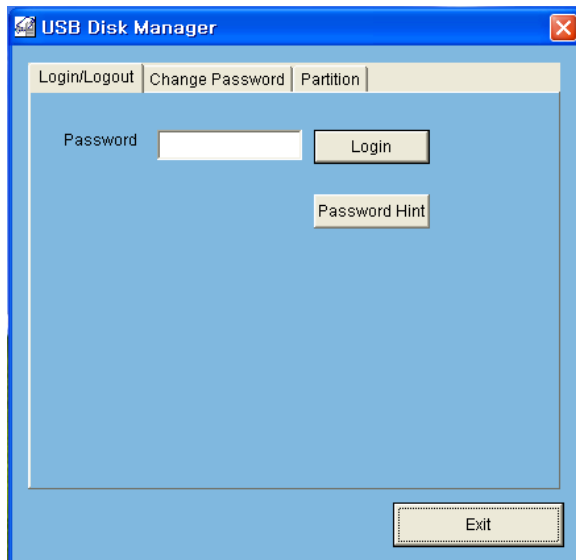 USB Disk Manager
Login/Logout Change Password Partition
Password Login
Password Hint
Exit